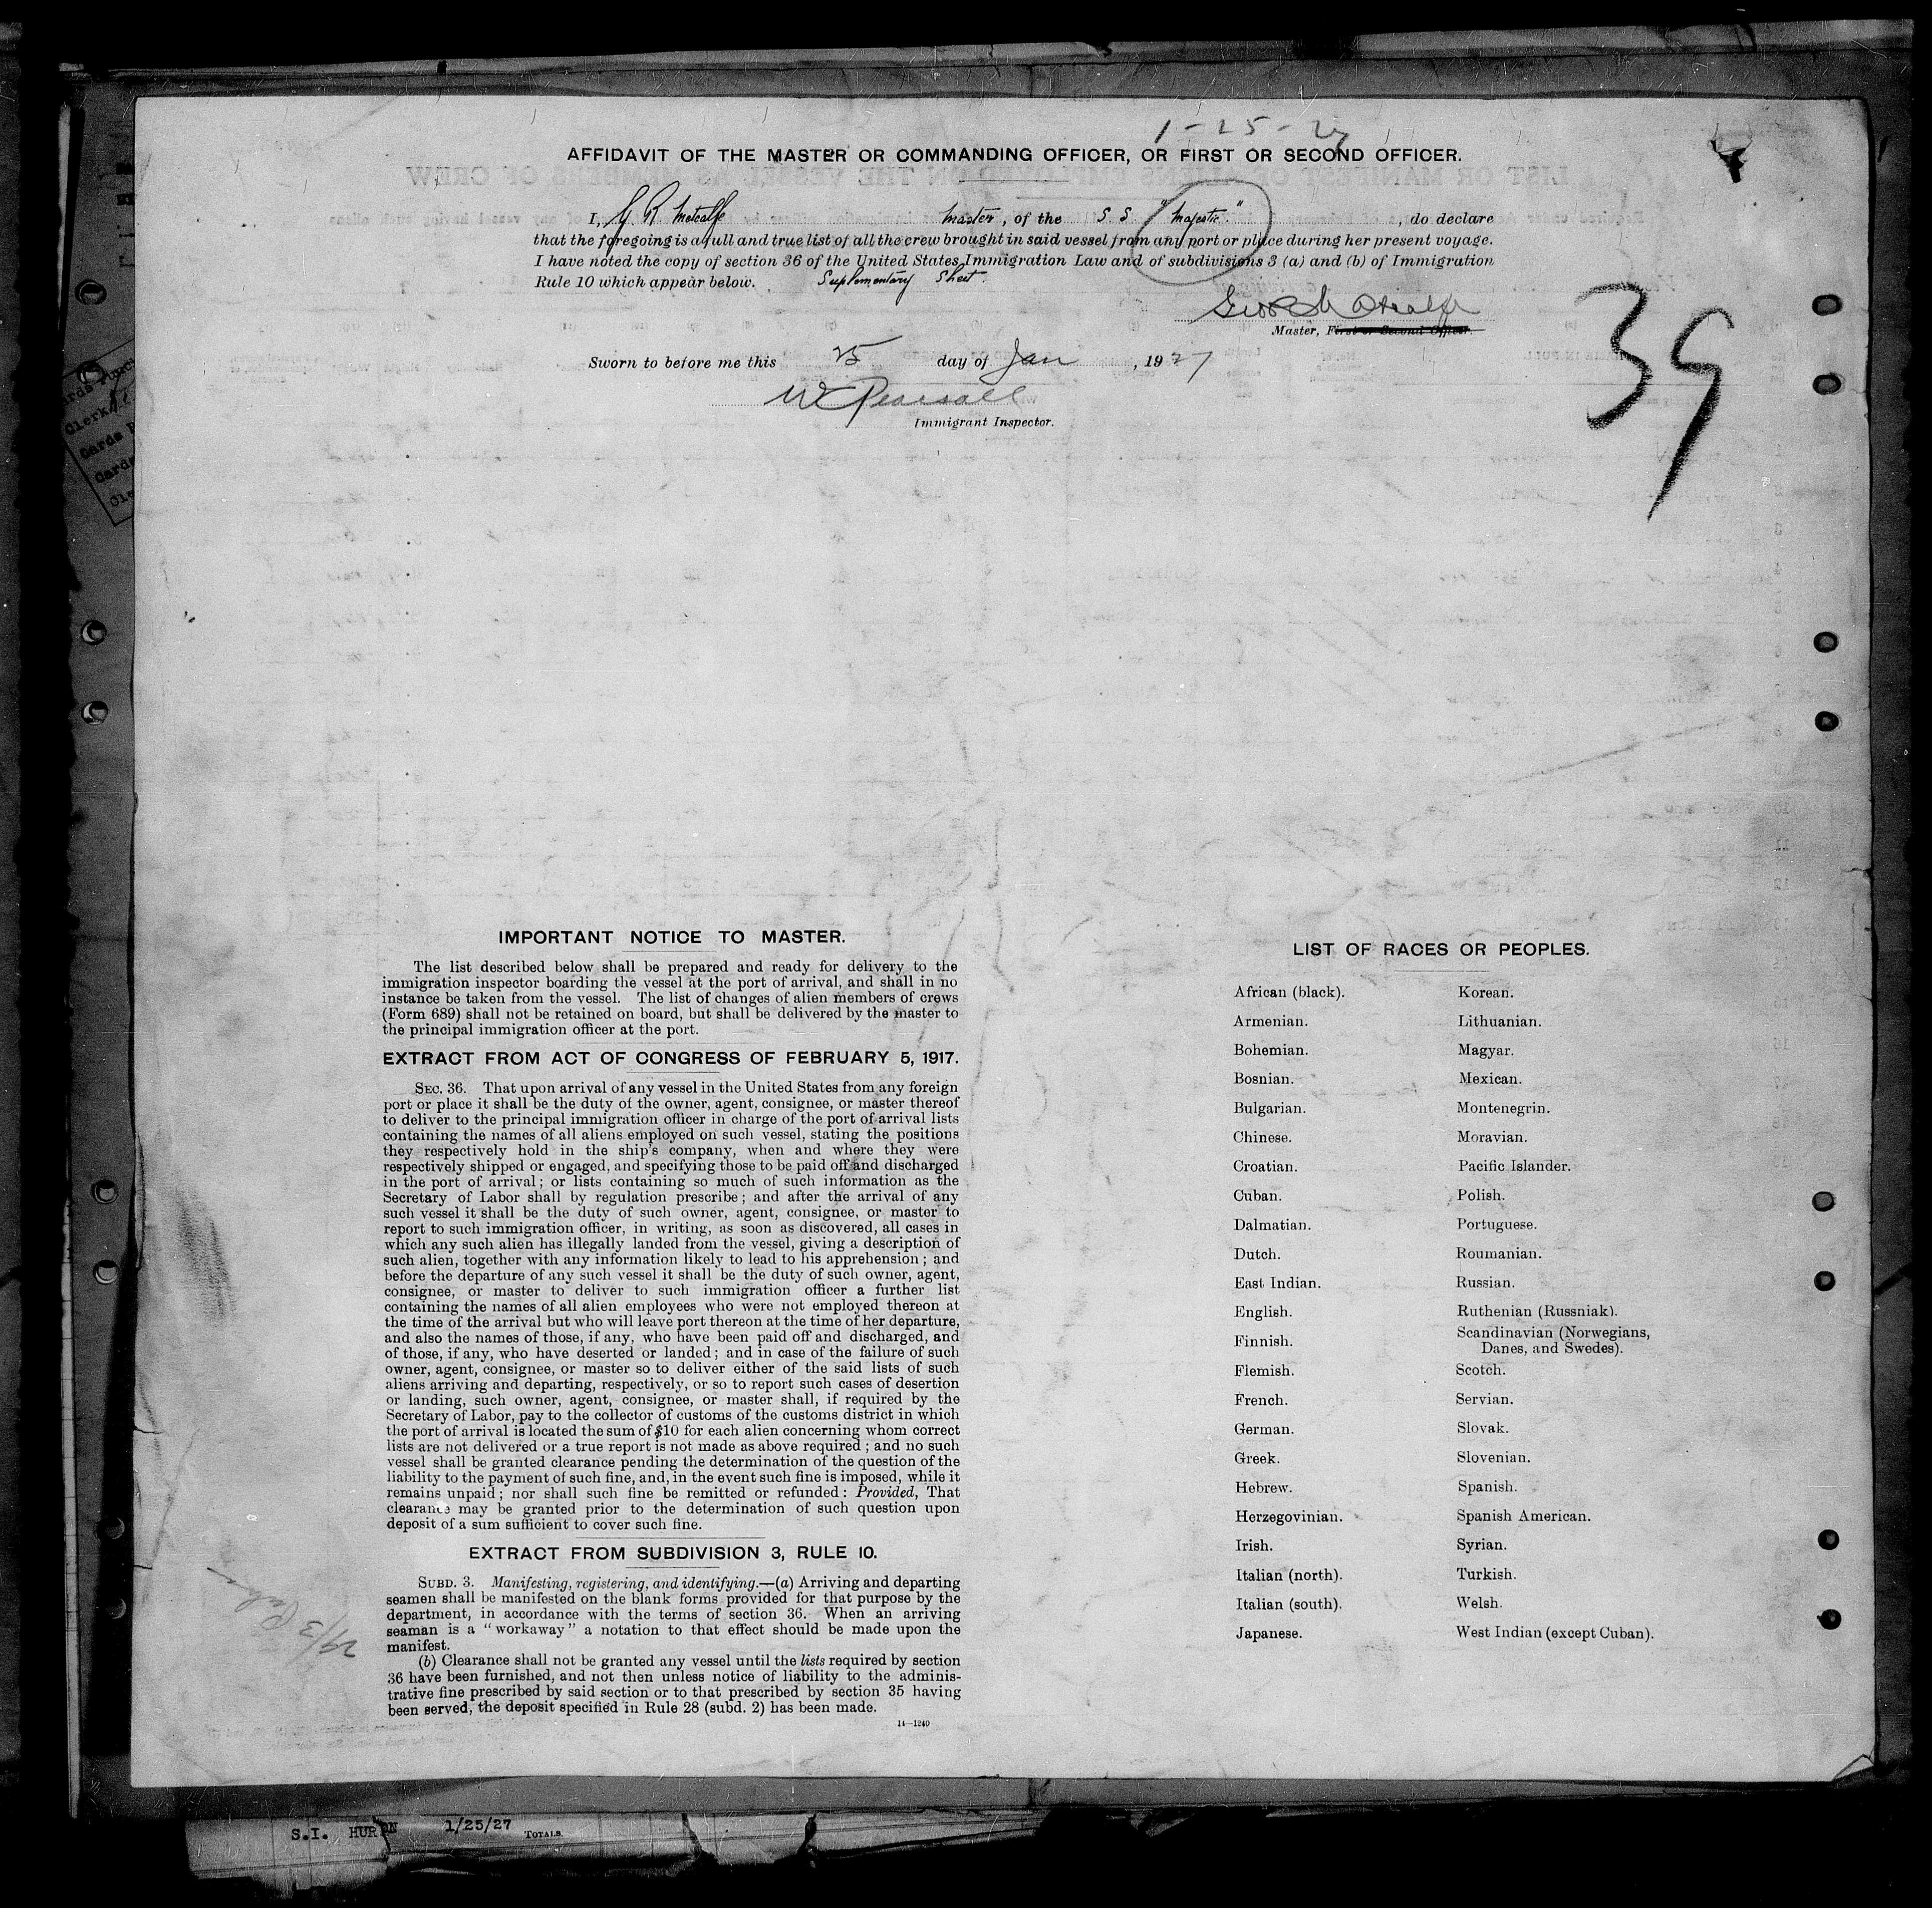 1-25-27
AFFIDAVIT OF THE MASTER OR COMMANDING OFFICER, OR FIRST OR SECOND OFFICER.
I, G R Metcalfe Master, of the S S "Majestic", do declare
that the foregoing is a full and true list of all the crew brought in said vessel from any port or place during her present voyage.
I have noted the copy of section 36 of the United States Immigration Law and of subdivisions 3 (a) and (b) of Immigration
Rule 10 which appear below. Suplementary Sheet.
Master, First or Second Officer.
39
Sworn to before me this 25 day of Jan, 1927
W Pearsall
Immigrant Inspector.
IMPORTANT NOTICE TO MASTER.
The list described below shall be prepared and ready for delivery to the
immigration inspector boarding the vessel at the port of arrival, and shall in no
instance be taken from the vessel. The list of changes of alien members of crews
(Form 689) shall not be retained on board, but shall be delivered by the master to
the principal immigration officer at the port.
EXTRACT FROM ACT OF CONGRESS OF FEBRUARY 5, 1917.
SEC. 36. That upon arrival of any vessel in the United States from any foreign
port or place it shall be the duty of the owner, agent, consignee, or master thereof
to deliver to the principal immigration officer in charge of the port of arrival lists
containing the names of all aliens employed on such vessel, stating the positions
they respectively hold in the ship's company, when and where they were
respectively shipped or engaged, and specifying those to be paid off and discharged
in the port of arrival; or lists containing so much of such information as the
Secretary of Labor shall by regulation prescribe; and after the arrival of any
such vessel it shall be the duty of such owner, agent, consignee, or master to
report to such immigration officer, in writing, as soon as discovered, all cases in
which any such alien has illegally landed from the vessel, giving a description of
such alien, together with any information likely to lead to his apprehension; and
before the departure of any such vessel it shall be the duty of such owner, agent,
consignee, or master to deliver to such immigration officer a further list
containing the names of all alien employees who were not employed thereon at
the time of the arrival but who will leave port thereon at the time of her departure,
and also the names of those, if any, who have been paid off and discharged, and
of those, if any, who have deserted or landed; and in case of the failure of such
owner, agent, consignee, or master so to deliver either of the said lists of such
aliens arriving and departing, respectively, or so to report such cases of desertion
or landing, such owner, agent, consignee, or master shall, if required by the
Secretary of Labor, pay to the collector of customs of the customs district in which
the port of arrival is located the sum of $10 for each alien concerning whom correct
lists are not delivered or a true report is not made as above required; and no such
vessel shall be granted clearance pending the determination of the question of the
liability to the payment of such fine, and, in the event such fine is imposed, while it
remains unpaid; nor shall such fine be remitted or refunded: Provided, That
clearance may be granted prior to the determination of such question upon
deposit of a sum sufficient to cover such fine.
EXTRACT FROM SUBDIVISION 3, RULE 10.
SUBD. 3. Manifesting, registering, and identifying.—(a) Arriving and departing
seamen shall be manifested on the blank forms provided for that purpose by the
department, in accordance with the terms of section 36. When an arriving
seaman is a "workaway" a notation to that effect should be made upon the
manifest.
(b) Clearance shall not be granted any vessel until the lists required by section
36 have been furnished, and not then unless notice of liability to the adminis-
trative fine prescribed by said section or to that prescribed by section 35 having
been served, the deposit specified in Rule 28 (subd. 2) has been made.
14—1240
LIST OF RACES OR PEOPLES.
African (black). Korean.
Armenian. Lithuanian.
Bohemian. Magyar.
Bosnian. Mexican.
Bulgarian. Montenegrin.
Chinese. Moravian.
Croatian. Pacific Islander.
Cuban. Polish.
Dalmatian. Portuguese.
Dutch. Roumanian.
East Indian. Russian.
English. Ruthenian (Russniak).
Finnish. Scandinavian (Norwegians,
Danes, and Swedes).
Flemish. Scotch.
French. Servian.
German. Slovak.
Greek. Slovenian.
Hebrew. Spanish.
Herzegovinian. Spanish American.
Irish. Syrian.
Italian (north). Turkish.
Italian (south). Welsh.
Japanese. West Indian (except Cuban).
S.I. HURON 1/25/27 TOTALS